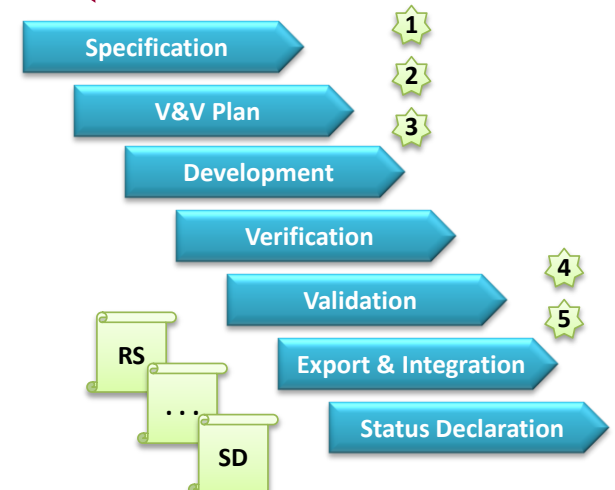 1
Specification
2
V&V Plan
3
Development
Verification
4
Validation
5
RS
Export & Integration
. . .
Status Declaration
SD